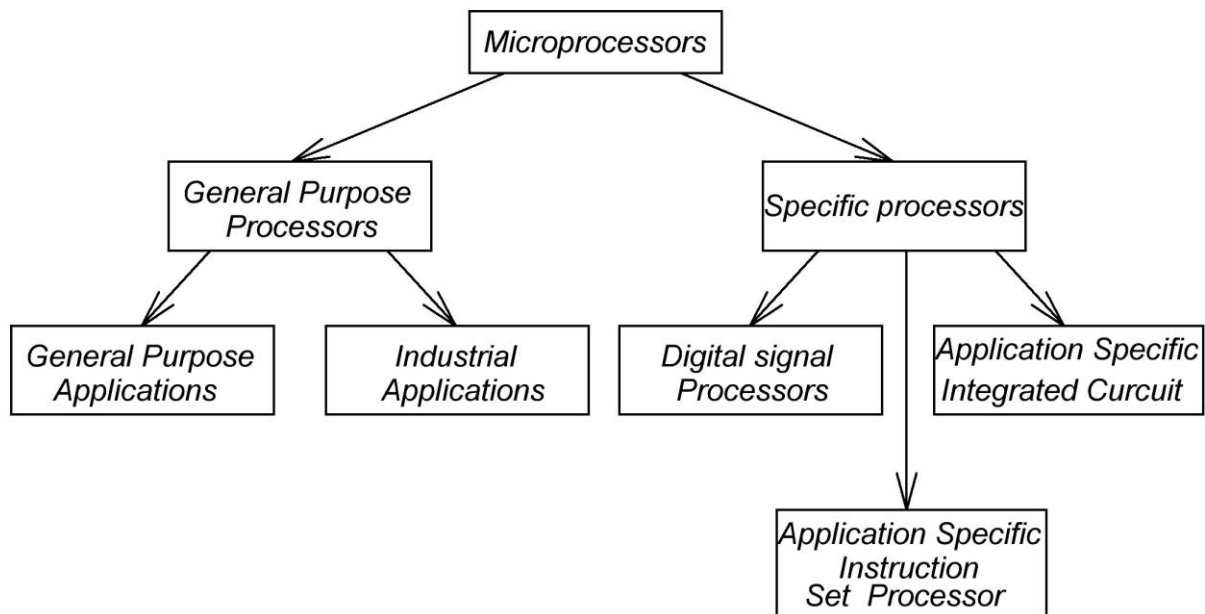 Microprocessors
General Purpose
Processors
Specific processors
General Purpose
Applications
Industrial
Applications
Digital signal
Processors
Application Specific
Integrated Curcuit
Application Specific
Instruction
Set Processor